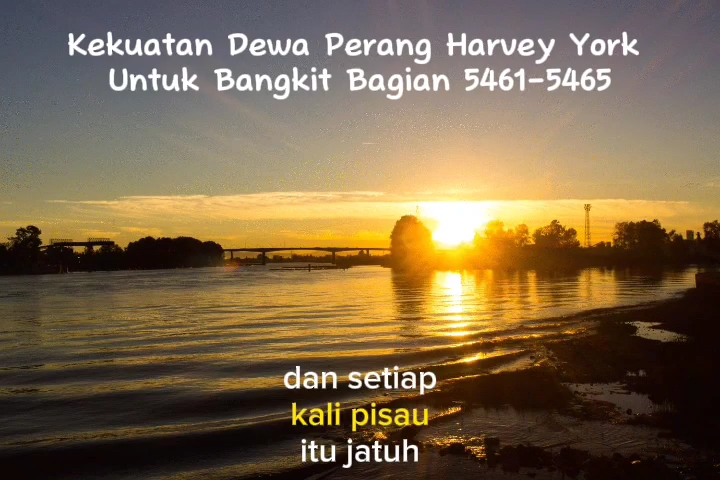 Kekuatan Dewa Perang Harvey York
Untuk Bangkit Bagian 5461-5465
dan setiap
kali pisau
itu jatuh